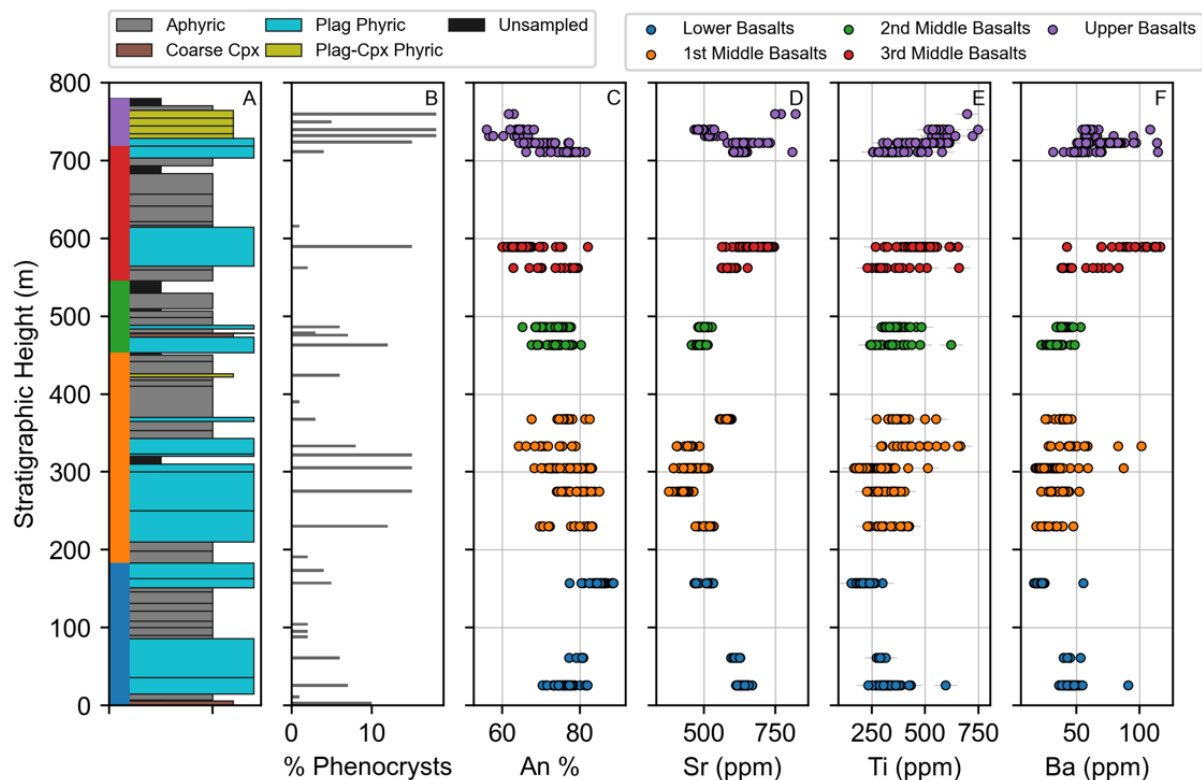 Aphyric Plag Phyric Unsampled
Coarse Cpx Plag-Cpx Phyric
Lower Basalts 2nd Middle Basalts Upper Basalts
1st Middle Basalts 3rd Middle Basalts
A B C D E F
Stratigraphic Height (m)
800
700
600
500
400
300
200
100
0
0 10 60 80 500 750 250 500 750 50 100
% Phenocrysts An % Sr (ppm) Ti (ppm) Ba (ppm)